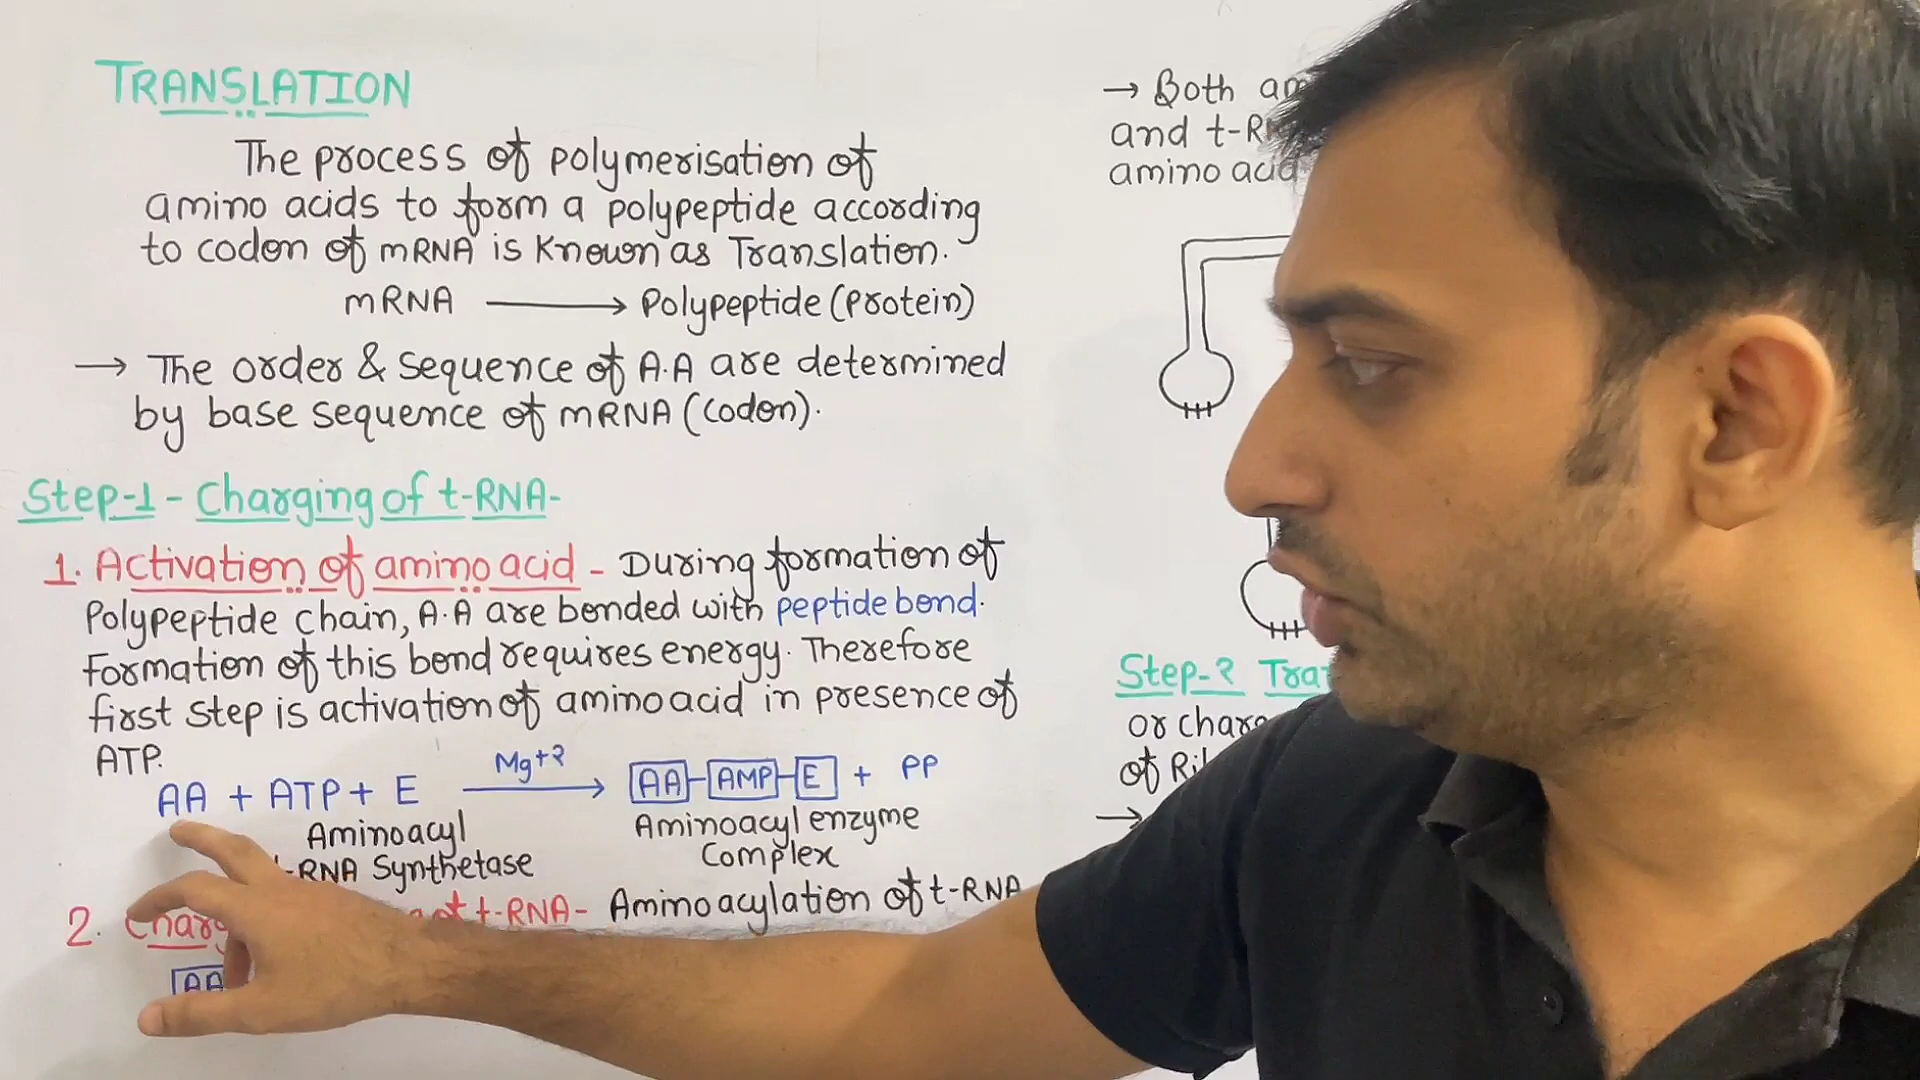 TRANSLATION
The process of polymerisation of
amino acids to form a polypeptide according
to codon of mRNA is Known as Translation.
mRNA → Polypeptide (Protein)
→ The order & sequence of A.A are determined
by base sequence of mRNA (codon).
Step-1 - Charging of t-RNA-
1. Activation of amino acid - During formation of
Polypeptide chain, A.A are bonded with peptide bond.
Formation of this bond requires energy. Therefore
first step is activation of amino acid in presence of
ATP.
AA + ATP + E Mg+2 → AA-AMP-E + PP
Aminoacyl
t-RNA Synthetase
Aminoacyl enzyme
Complex
2. t-RNA- Aminoacylation of t-RNA
AA
→ Both
and
amino acid
Step-2
or
of
→